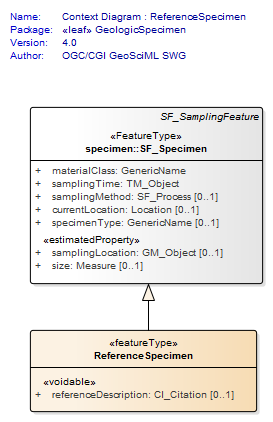 Name: Context Diagram : ReferenceSpecimen
Package: «leaf» GeologicSpecimen
Version: 4.0
Author: OGC/CGI GeoSciML SWG
SF_SamplingFeature
«FeatureType»
specimen::SF_Specimen
+ materialClass: GenericName
+ samplingTime: TM_Object
+ samplingMethod: SF_Process [0..1]
+ currentLocation: Location [0..1]
+ specimenType: GenericName [0..1]
«estimatedProperty»
+ samplingLocation: GM_Object [0..1]
+ size: Measure [0..1]
«featureType»
ReferenceSpecimen
«voidable»
+ referenceDescription: CI_Citation [0..1]